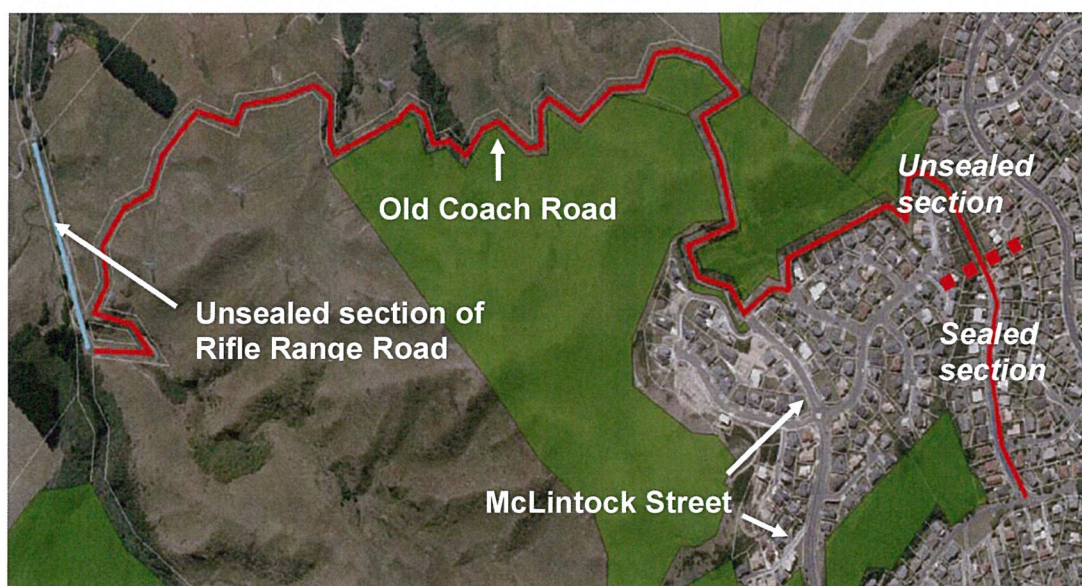 Unsealed
section
Old Coach Road
Unsealed section of
Rifle Range Road
Sealed
section
McLintock Street